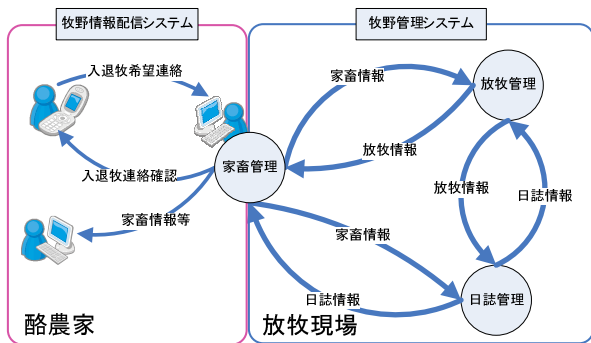 牧野情報配信システム
牧野管理システム
入退牧希望連絡
家畜情報
放牧管理
放牧情報
家畜管理
入退牧連絡確認
放牧情報
日誌情報
家畜情報等
家畜情報
日誌情報
日誌管理
酪農家
放牧現場